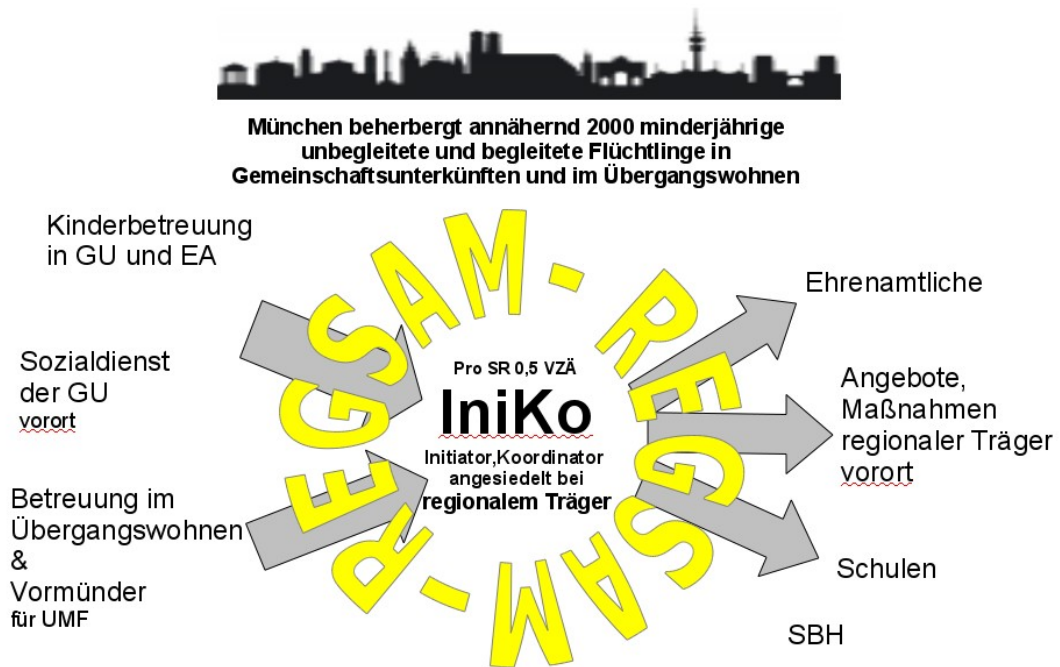 München beherbergt annähernd 2000 minderjährige
unbegleitete und begleitete Flüchtlinge in
Gemeinschaftsunterkünften und im Übergangswohnen
Kinderbetreuung
in GU und EA
Sozialdienst
der GU
vorort
Betreuung im
Übergangswohnen
&
Vormünder
für UMF
REGSAM-REGSAM-
Pro SR 0,5 VZÄ
IniKo
Initiator,Koordinator
angesiedelt bei
regionalem Träger
Ehrenamtliche
Angebote,
Maßnahmen
regionaler Träger
vorort
Schulen
SBH